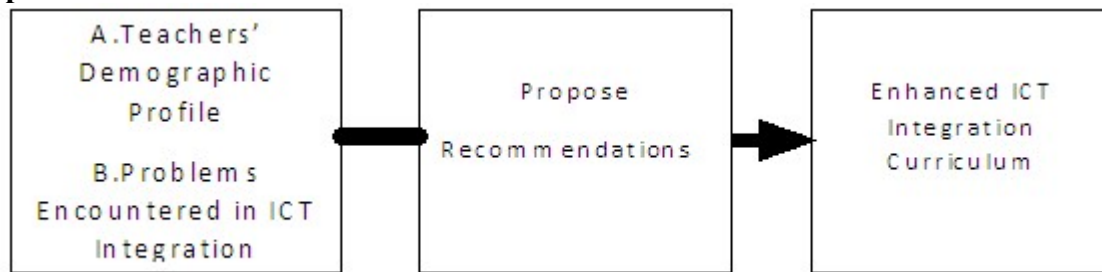 A.Teachers’
Demographic
Profile
B.Problems
Encountered in ICT
Integration
Propose
Recommendations
Enhanced ICT
Integration
Curriculum